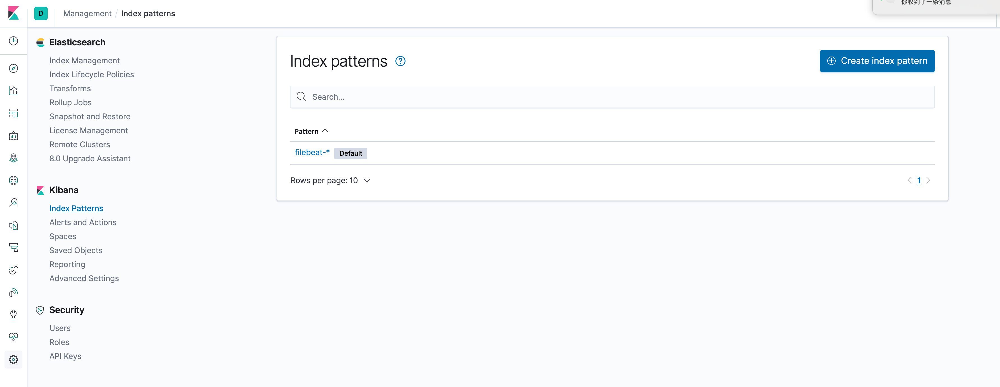 D
Management / Index patterns
你收到了一条消息
Elasticsearch
Index Management
Index Lifecycle Policies
Transforms
Rollup Jobs
Snapshot and Restore
License Management
Remote Clusters
8.0 Upgrade Assistant
Kibana
Index Patterns
Alerts and Actions
Spaces
Saved Objects
Reporting
Advanced Settings
Security
Users
Roles
API Keys
Index patterns
Create index pattern
Search...
Pattern
filebeat-* Default
Rows per page: 10
1